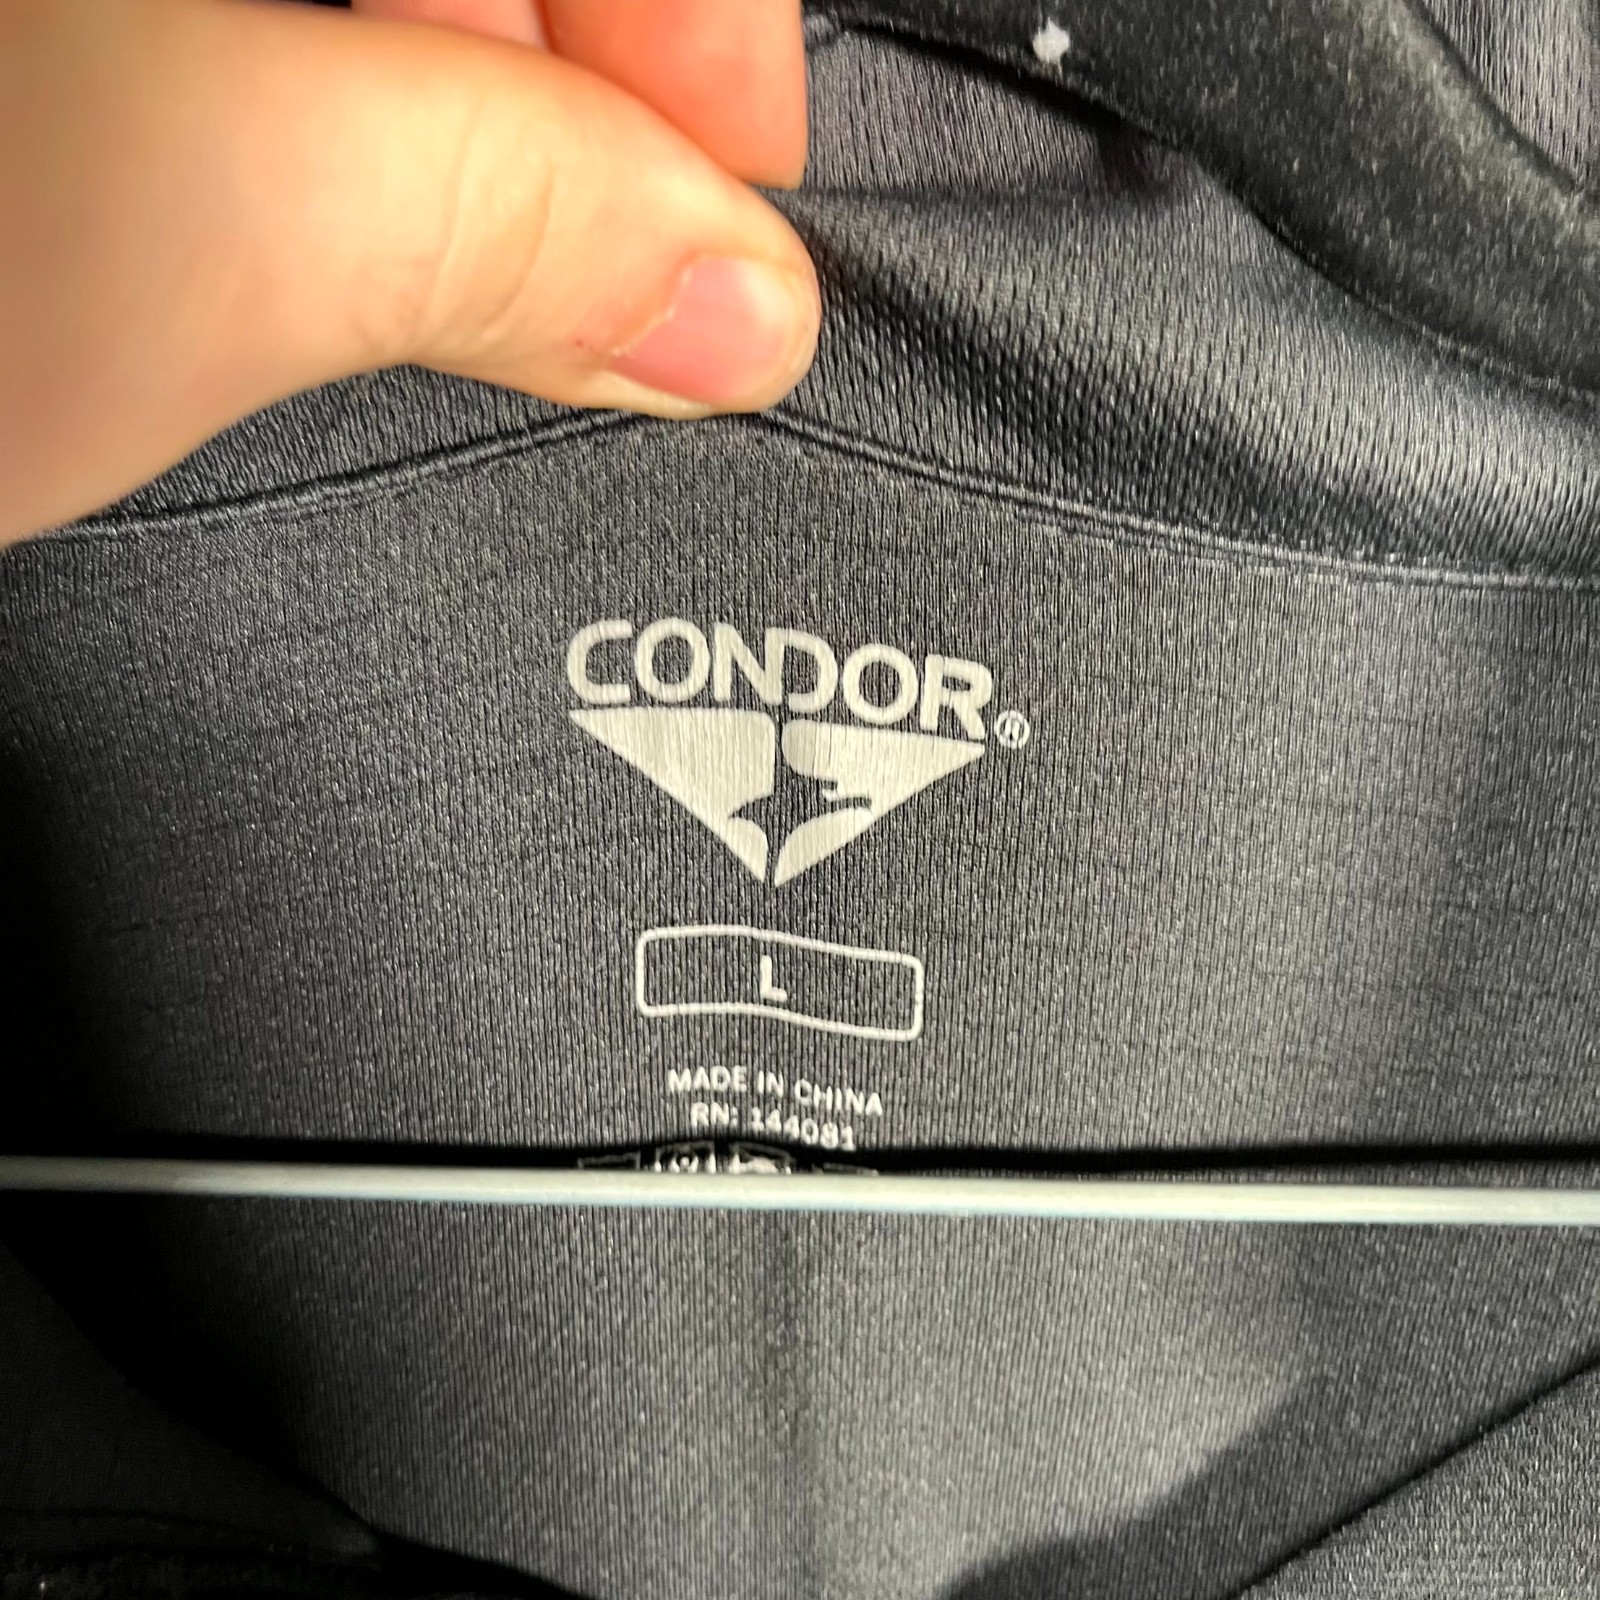 CONDOR®
L
MADE IN CHINA
RN: 144081